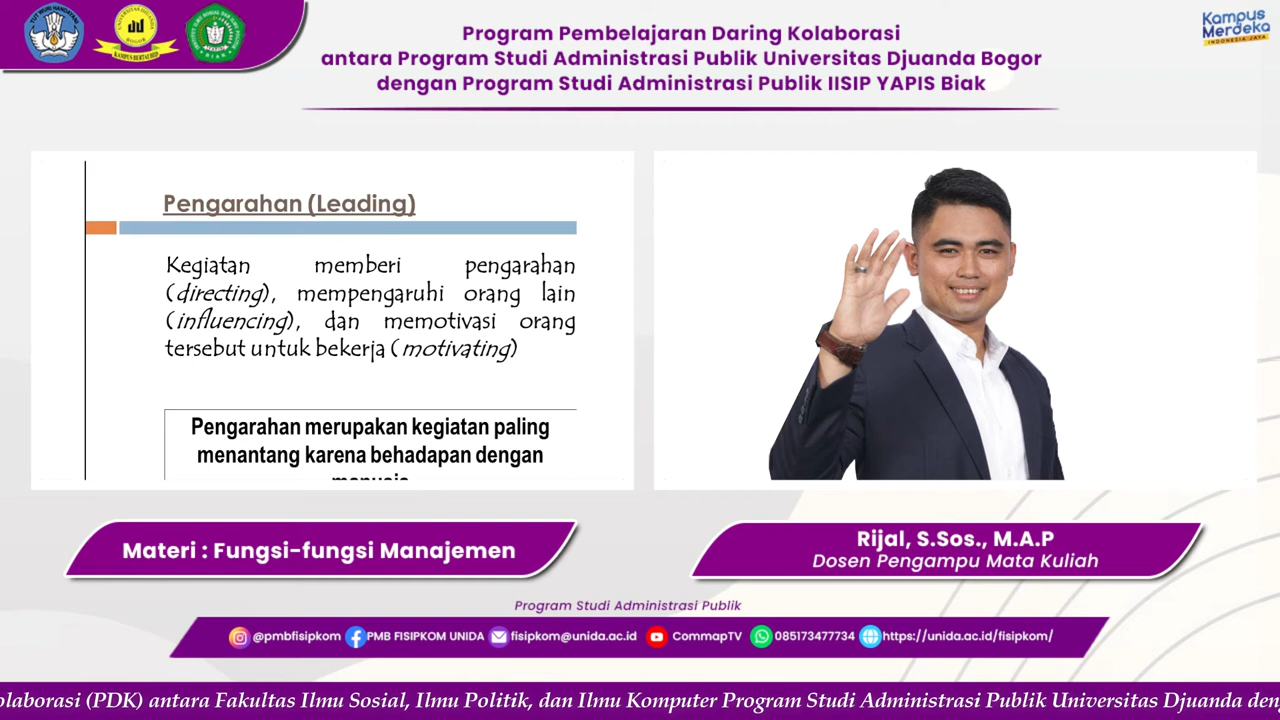 Program Pembelajaran Daring Kolaborasi
antara Program Studi Administrasi Publik Universitas Djuanda Bogor
dengan Program Studi Administrasi Publik IISIP YAPIS Biak
Kampus
Merdeka
INDONESIA JAYA
Pengarahan (Leading)
Kegiatan memberi pengarahan
(directing), mempengaruhi orang lain
(influencing), dan memotivasi orang
tersebut untuk bekerja (motivating)
Pengarahan merupakan kegiatan paling
menantang karena behadapan dengan
Materi : Fungsi-fungsi Manajemen
Rijal, S.Sos., M.A.P
Dosen Pengampu Mata Kuliah
Program Studi Administrasi Publik
@pmbfisipkom PMB FISIPKOM UNIDA fisipkom@unida.ac.id CommapTV 085173477734 https://unida.ac.id/fisipkom/
olaborasi (PDK) antara Fakultas Ilmu Sosial, Ilmu Politik, dan Ilmu Komputer Program Studi Administrasi Publik Universitas Djuanda den